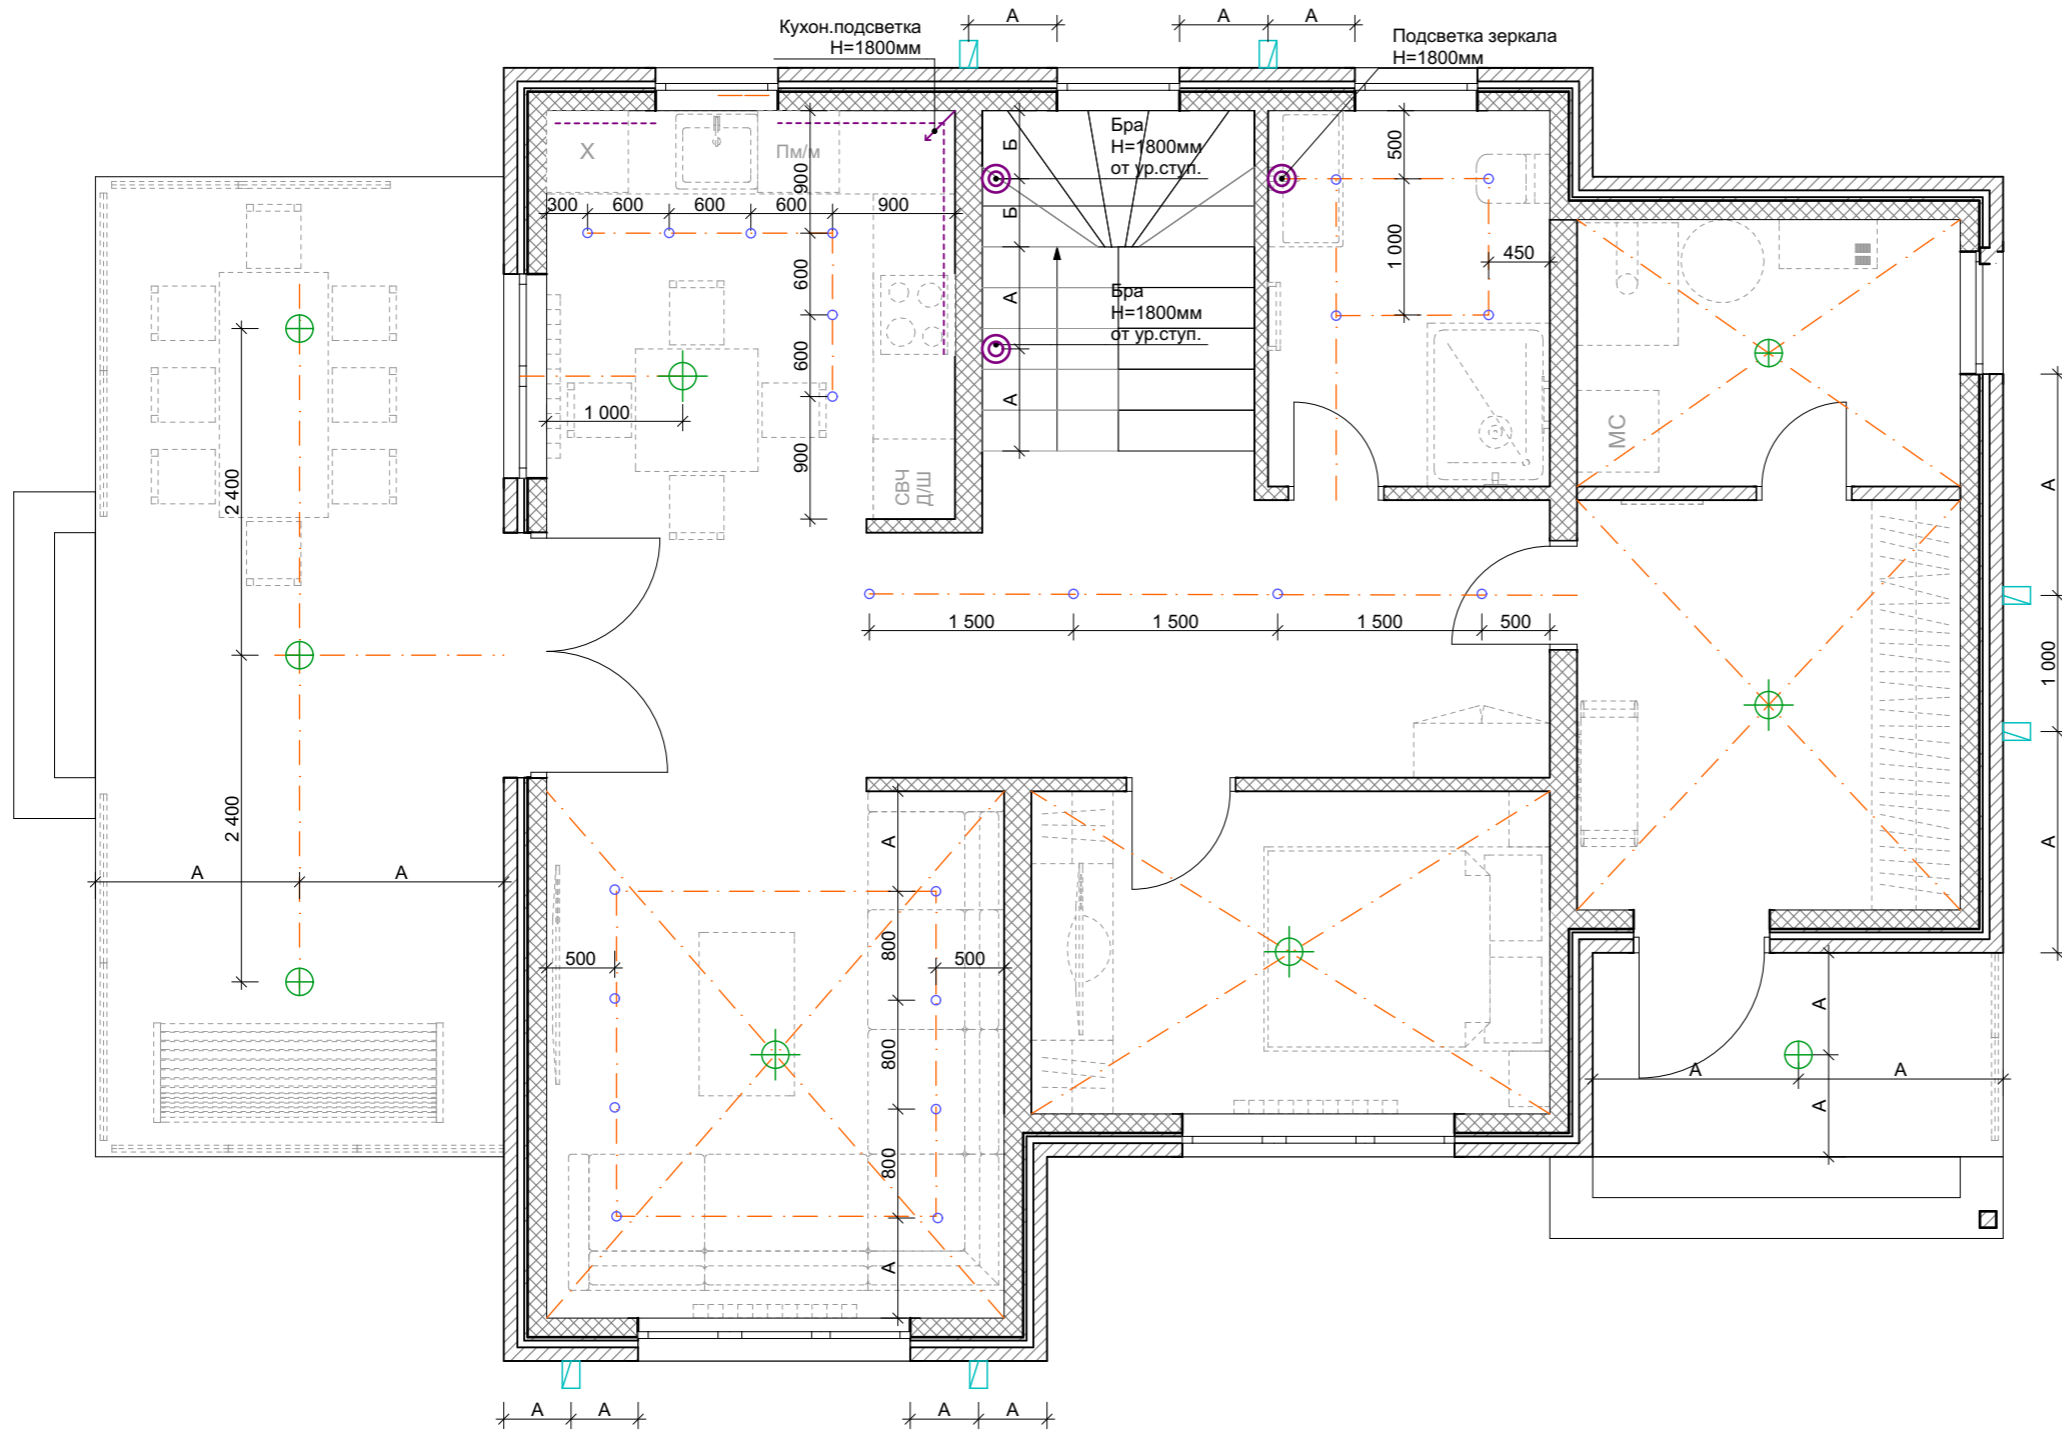 А
А
А
Кухон.подсветка
Н=1800мм
Подсветка зеркала
Н=1800мм
Бра
Н=1800мм
от ур.ступ.
Х
Пм/м
900
Б
500
300
600
600
600
900
Б
1 000
450
600
А
Бра
Н=1800мм
от ур.ступ.
600
1 000
А
МС
900
СВЧ
Д/Ш
2 400
А
1 500
1 500
1 500
500
1 000
2 400
А
А
А
А
500
800
500
А
800
А
А
А
800
А
А
А
А
А